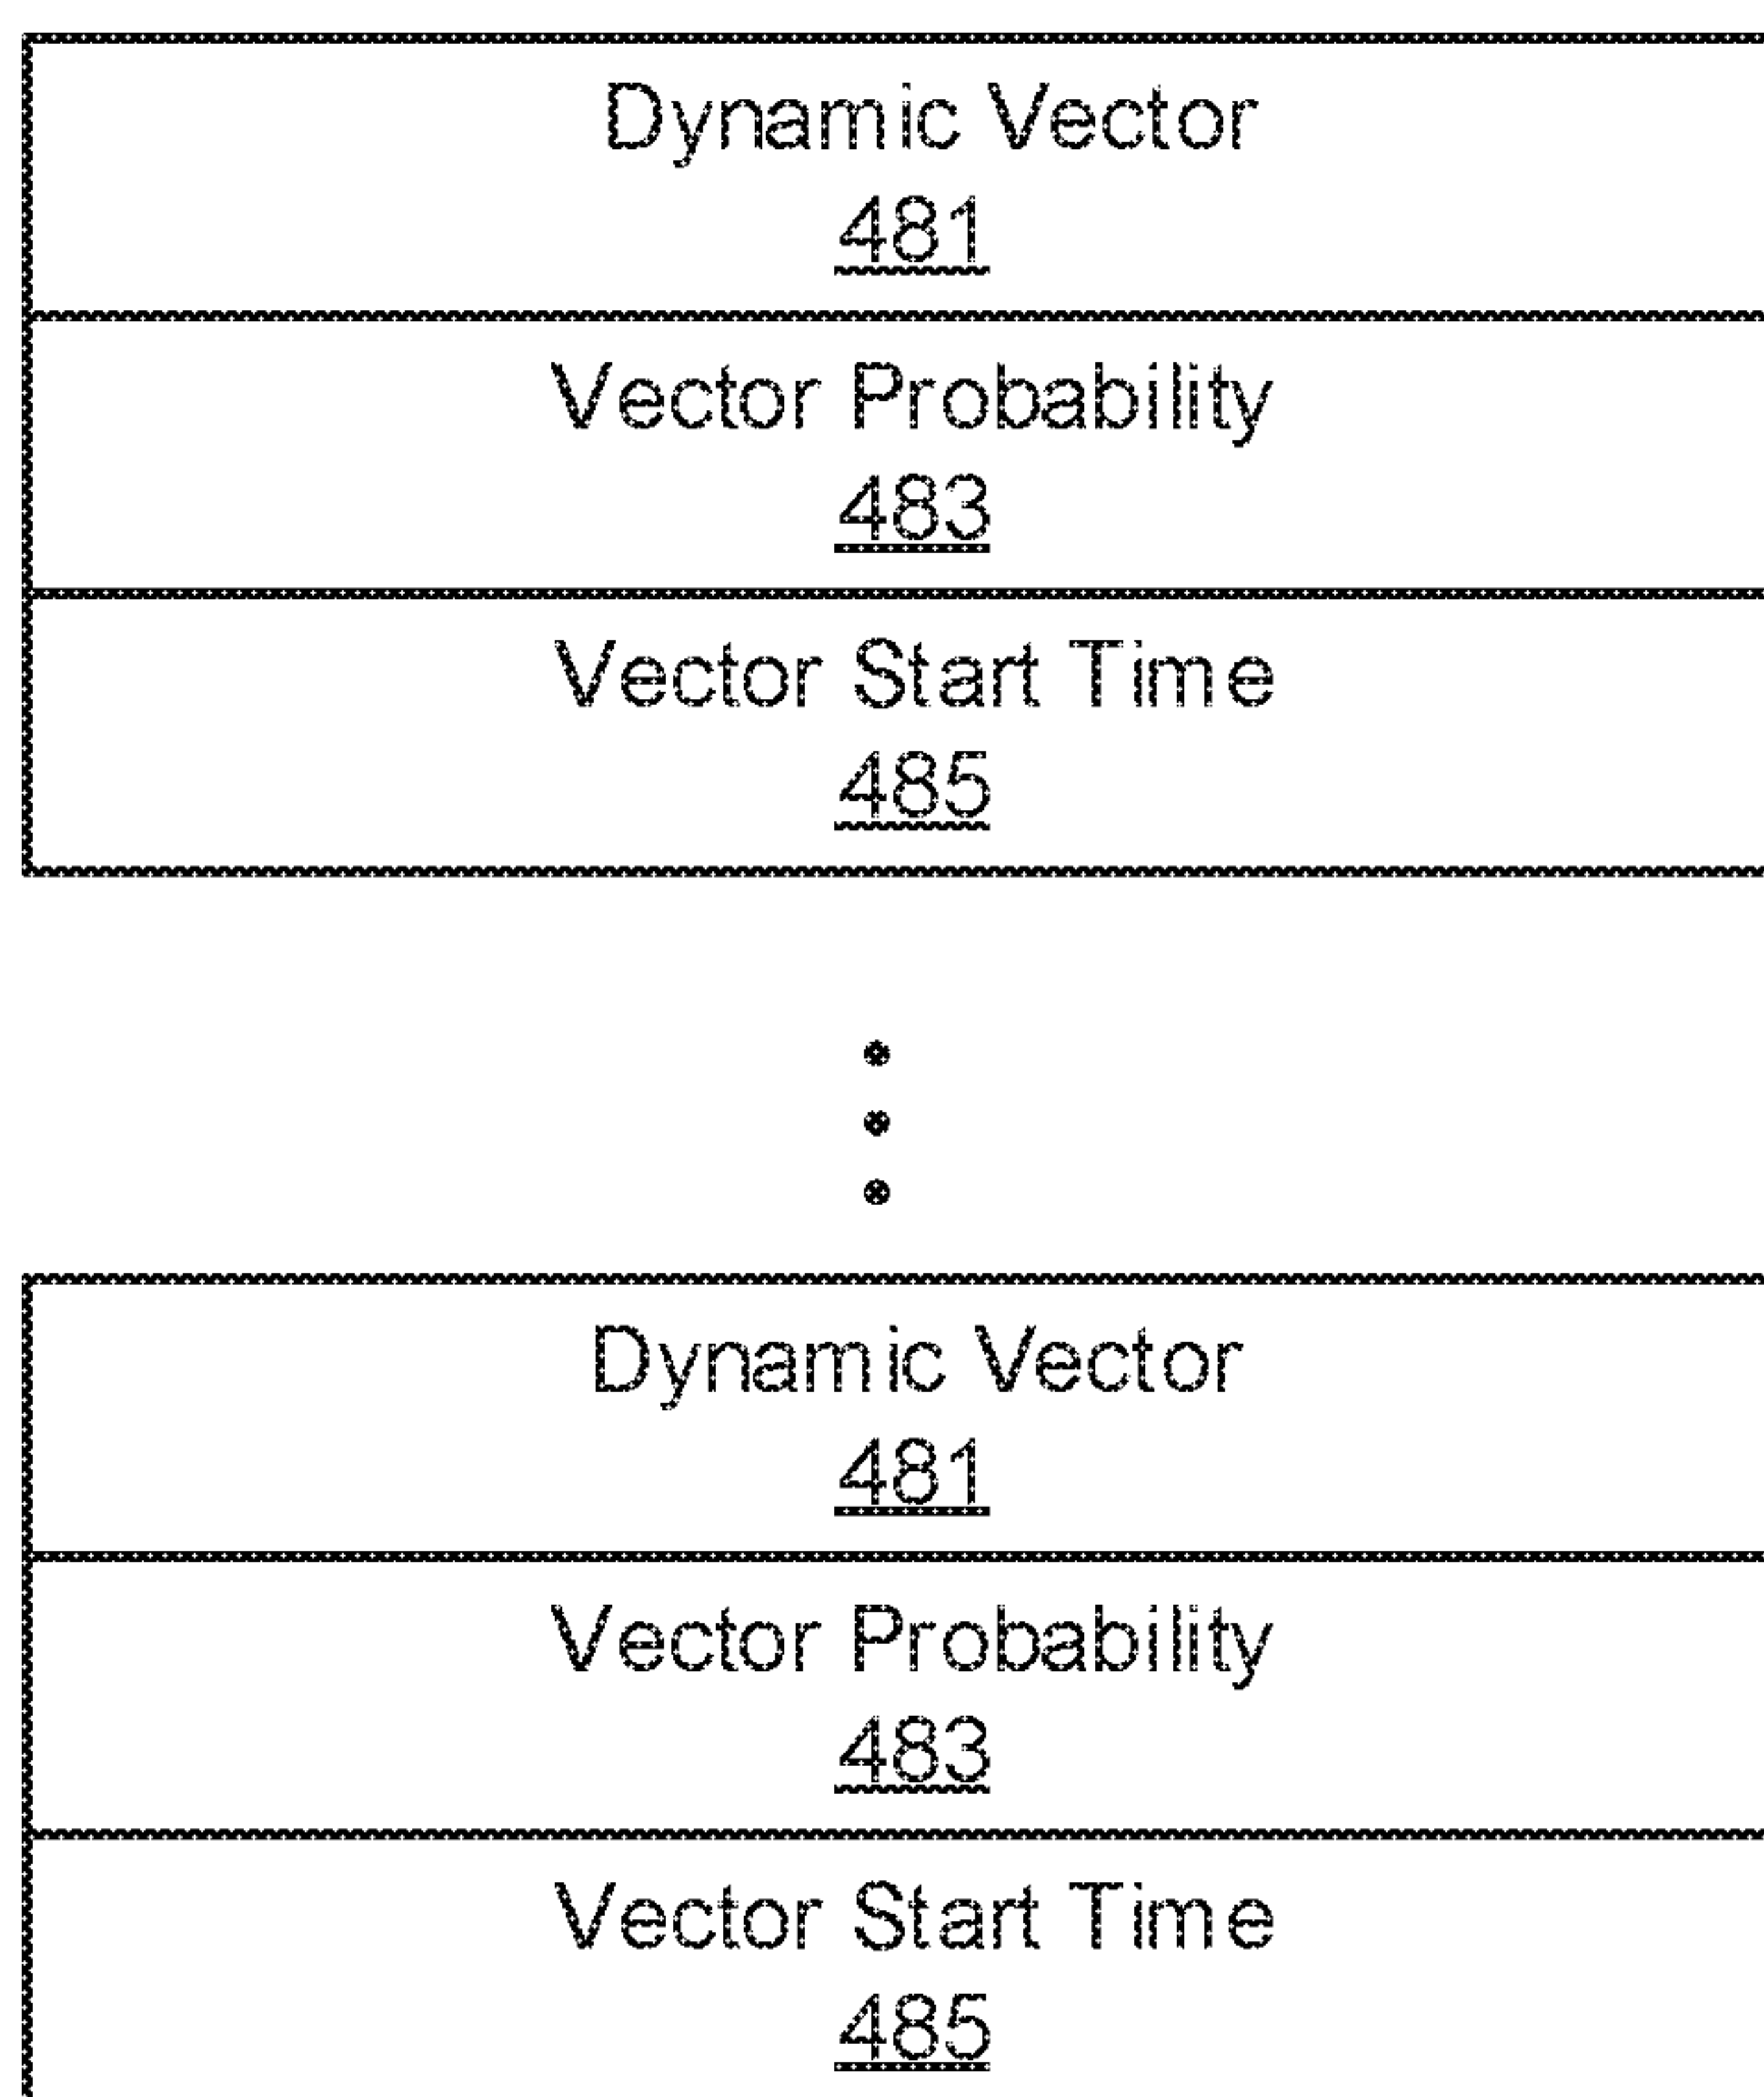 Dynamic Vector
481
Vector Probability
483
Vector Start Time
485
Dynamic Vector
481
Vector Probability
483
Vector Start Time
485